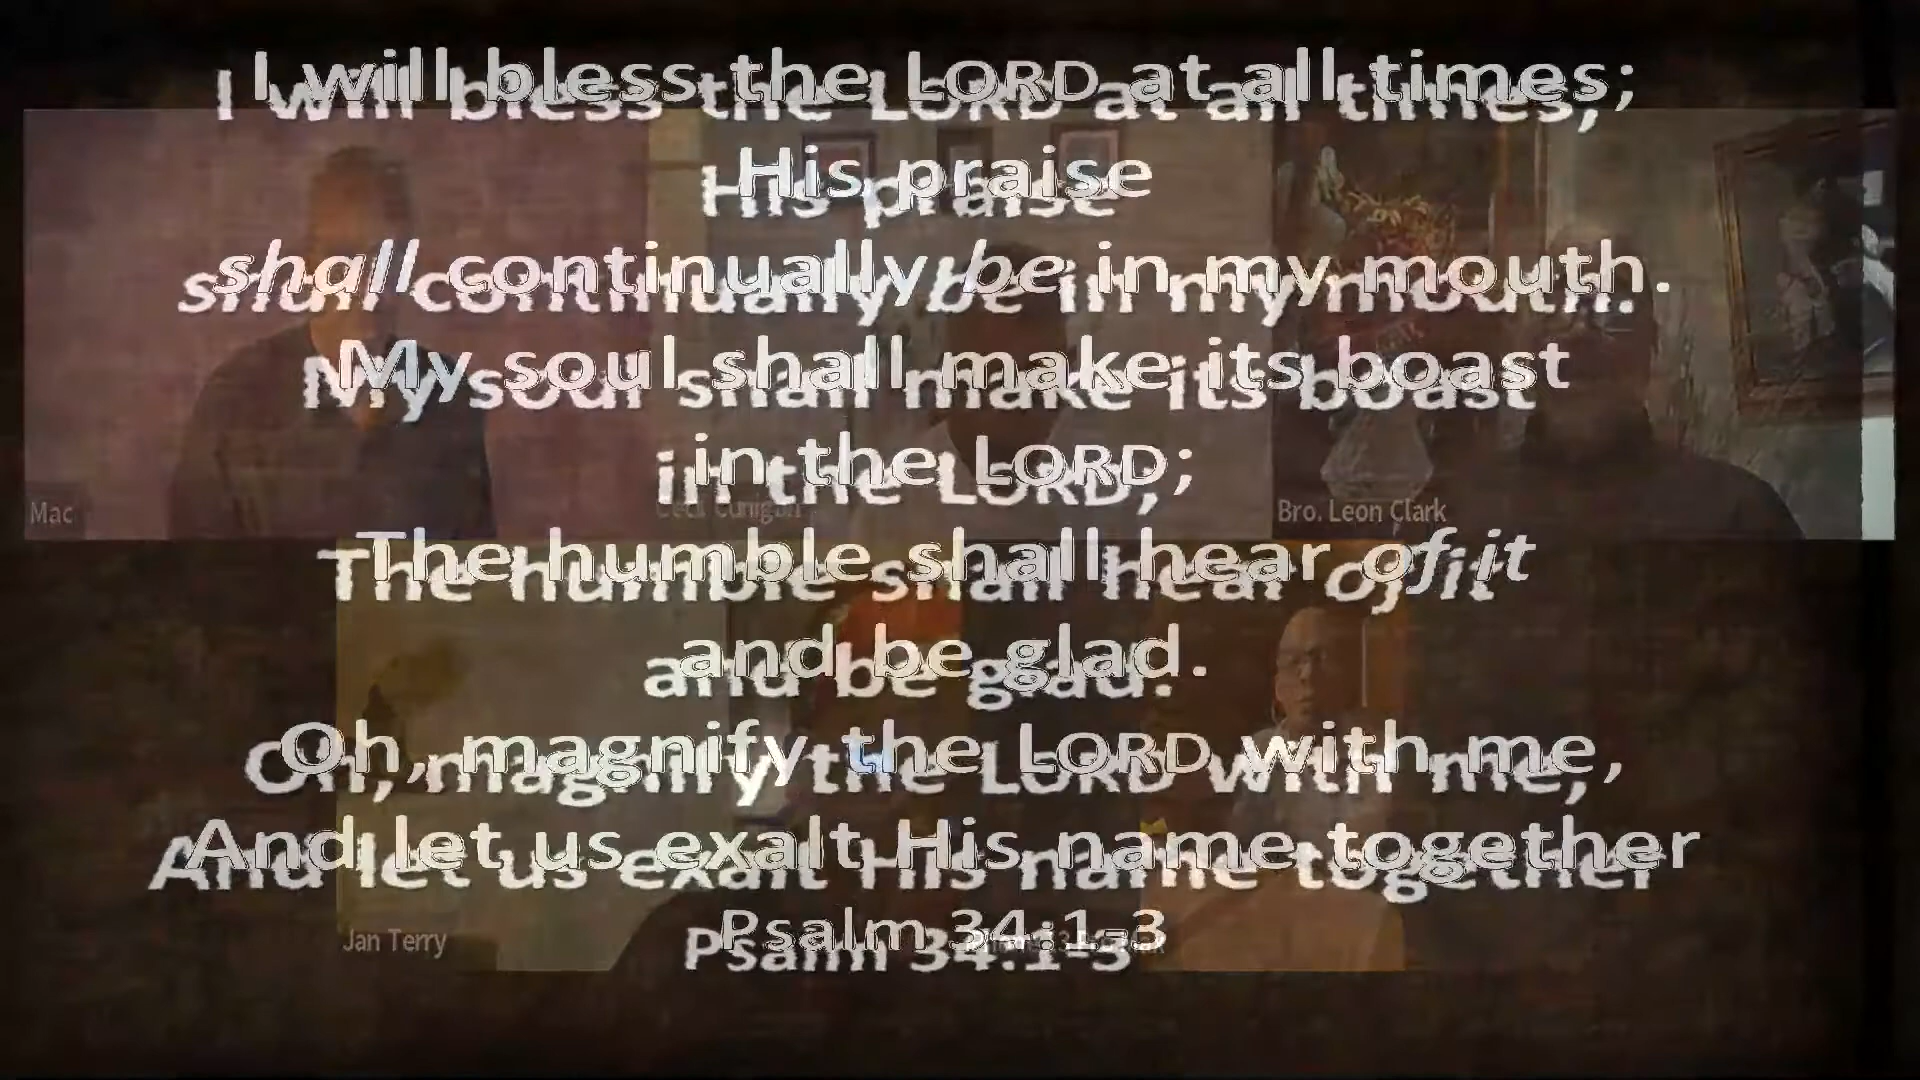 I will bless the LORD at all times;
His praise
shall continually be in my mouth.
My soul shall make its boast
in the LORD;
The humble shall hear of it
and be glad.
Oh, magnify the LORD with me,
And let us exalt His name together
Psalm 34:1-3
Mac
Bro. Leon Clark
Jan Terry